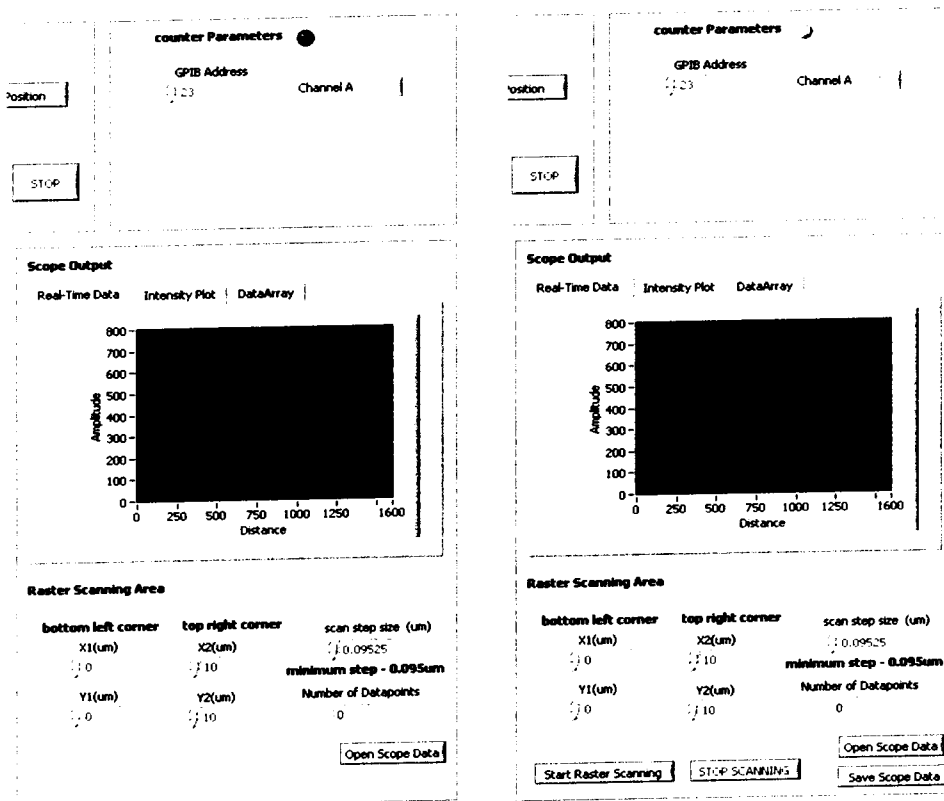 counter Parameters
GPIB Address
23
Channel A
Position
STOP
Scope Output
Real-Time Data Intensity Plot DataArray
800
700
600
500
400
300
200
100
0
Amplitude
0 250 500 750 1000 1250 1600
Distance
Raster Scanning Area
bottom left corner top right corner scan step size (um)
X1(um) X2(um) 0.09525
0 10 minimum step - 0.095um
Y1(um) Y2(um) Number of Datapoints
0 10 0
Open Scope Data
counter Parameters
GPIB Address
23
Channel A
Position
STOP
Scope Output
Real-Time Data Intensity Plot DataArray
800
700
600
500
400
300
200
100
0
Amplitude
0 250 500 750 1000 1250 1600
Distance
Raster Scanning Area
bottom left corner top right corner scan step size (um)
X1(um) X2(um) 0.09525
0 10 minimum step - 0.095um
Y1(um) Y2(um) Number of Datapoints
0 10 0
Open Scope Data
Start Raster Scanning STOP SCANNING Save Scope Data